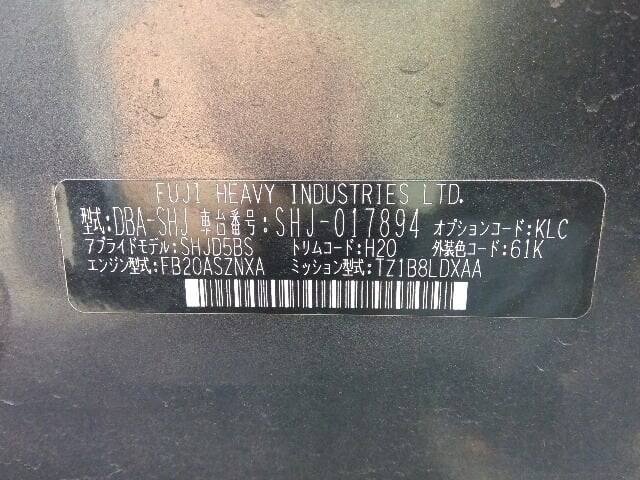 FUJI HEAVY INDUSTRIES LTD.
型式:DBA-SHJ 車台番号:SHJ-017894 オプションコード:KLC
アプライドモデル:SHJD5BS トリムコード:H20 外装色コード:61K
エンジン型式:FB20ASZNXA ミッション型式:TZ1B8LDXAA